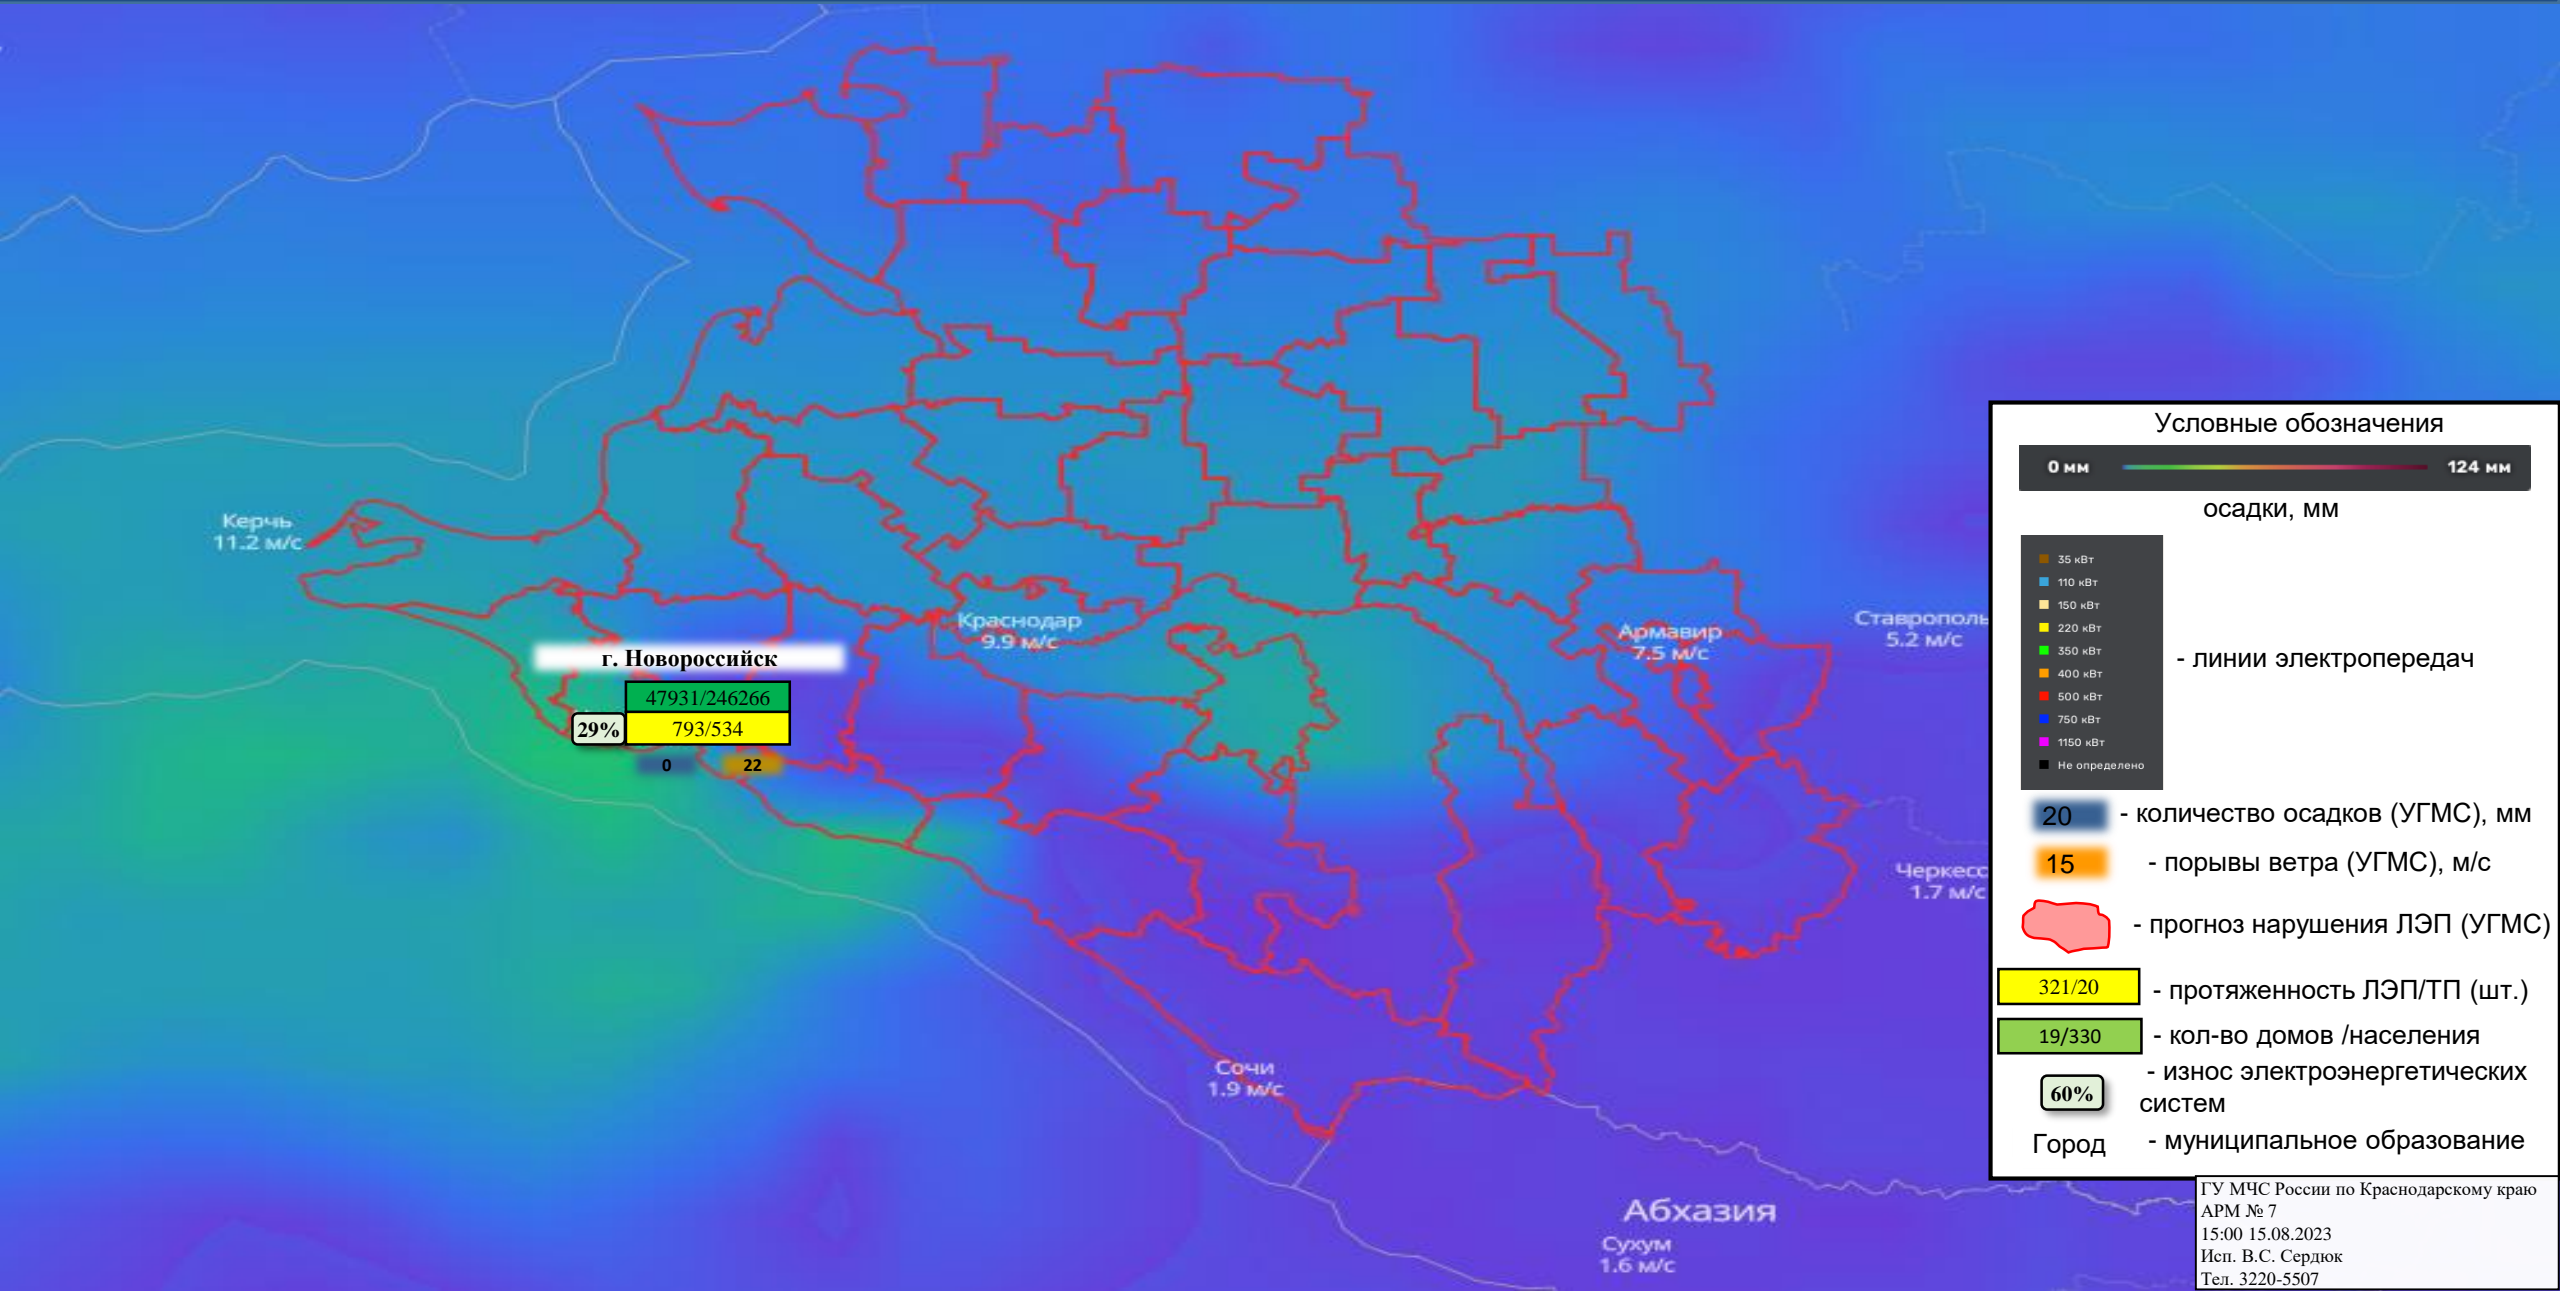 Керчь
11.2 м/с
Краснодар
9.9 м/с
Армавир
7.5 м/с
Ставрополь
5.2 м/с
г. Новороссийск
47931/246266
29%
793/534
0
22
Черкесс
1.7 м/с
Сочи
1.9 м/с
Абхазия
Сухум
1.6 м/с
Условные обозначения
0 мм
124 мм
осадки, мм
35 кВт
110 кВт
150 кВт
220 кВт
350 кВт
400 кВт
500 кВт
750 кВт
1150 кВт
Не определено
- линии электропередач
20 - количество осадков (УГМС), мм
15 - порывы ветра (УГМС), м/с
- прогноз нарушения ЛЭП (УГМС)
321/20 - протяженность ЛЭП/ТП (шт.)
19/330 - кол-во домов /населения
60% - износ электроэнергетических
систем
Город - муниципальное образование
ГУ МЧС России по Краснодарскому краю
АРМ № 7
15:00 15.08.2023
Исп. В.С. Сердюк
Тел. 3220-5507